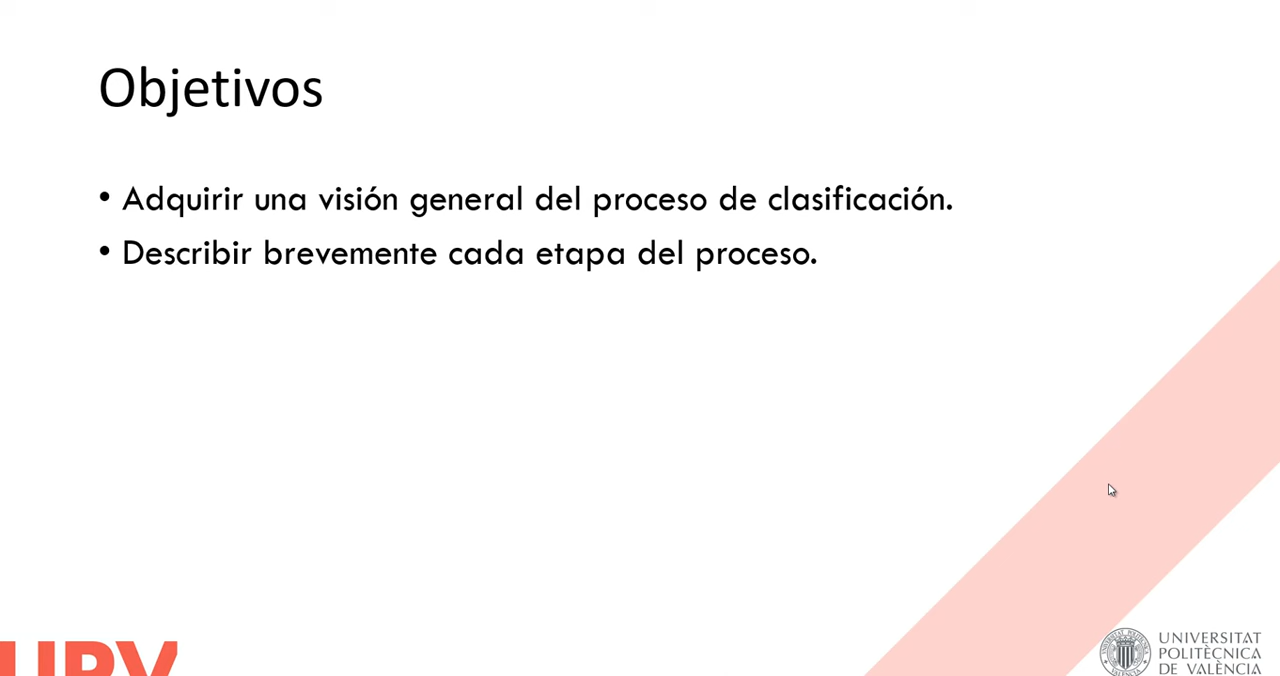 Objetivos
• Adquirir una visión general del proceso de clasificación.
• Describir brevemente cada etapa del proceso.
UPV
UNIVERSITAT
POLITÈCNICA
DE VALÈNCIA